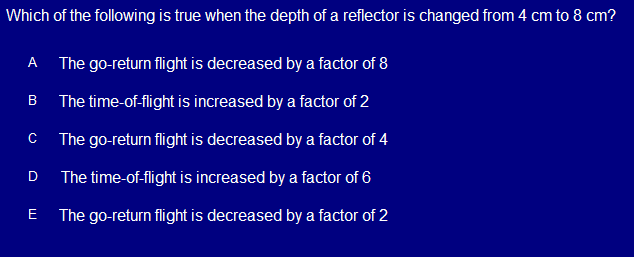 Which of the following is true when the depth of a reflector is changed from 4 cm to 8 cm?
A The go-return flight is decreased by a factor of 8
B The time-of-flight is increased by a factor of 2
C The go-return flight is decreased by a factor of 4
D The time-of-flight is increased by a factor of 6
E The go-return flight is decreased by a factor of 2